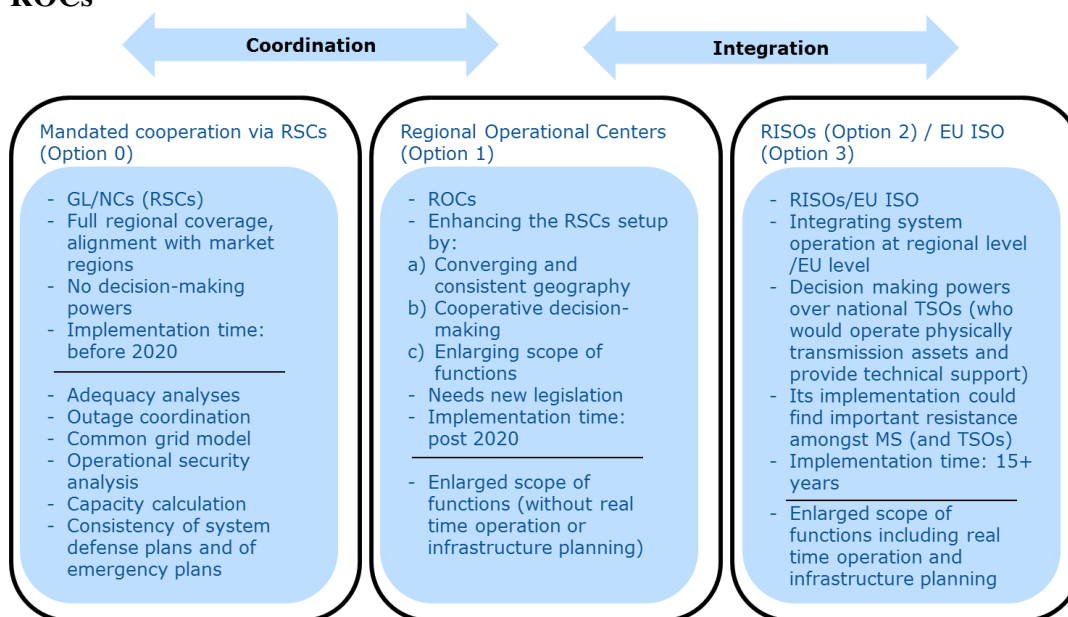 ROCs
Coordination
Integration
Mandated cooperation via RSCs
(Option 0)
- GL/NCs (RSCs)
- Full regional coverage,
alignment with market
regions
- No decision-making
powers
- Implementation time:
before 2020
- Adequacy analyses
- Outage coordination
- Common grid model
- Operational security
analysis
- Capacity calculation
- Consistency of system
defense plans and of
emergency plans
Regional Operational Centers
(Option 1)
- ROCs
- Enhancing the RSCs setup
by:
a) Converging and
consistent geography
b) Cooperative decision-
making
c) Enlarging scope of
functions
- Needs new legislation
- Implementation time:
post 2020
- Enlarged scope of
functions (without real
time operation or
infrastructure planning)
RISOs (Option 2) / EU ISO
(Option 3)
- RISOs/EU ISO
- Integrating system
operation at regional level
/EU level
- Decision making powers
over national TSOs (who
would operate physically
transmission assets and
provide technical support)
- Its implementation could
find important resistance
amongst MS (and TSOs)
- Implementation time: 15+
years
- Enlarged scope of
functions including real
time operation and
infrastructure planning